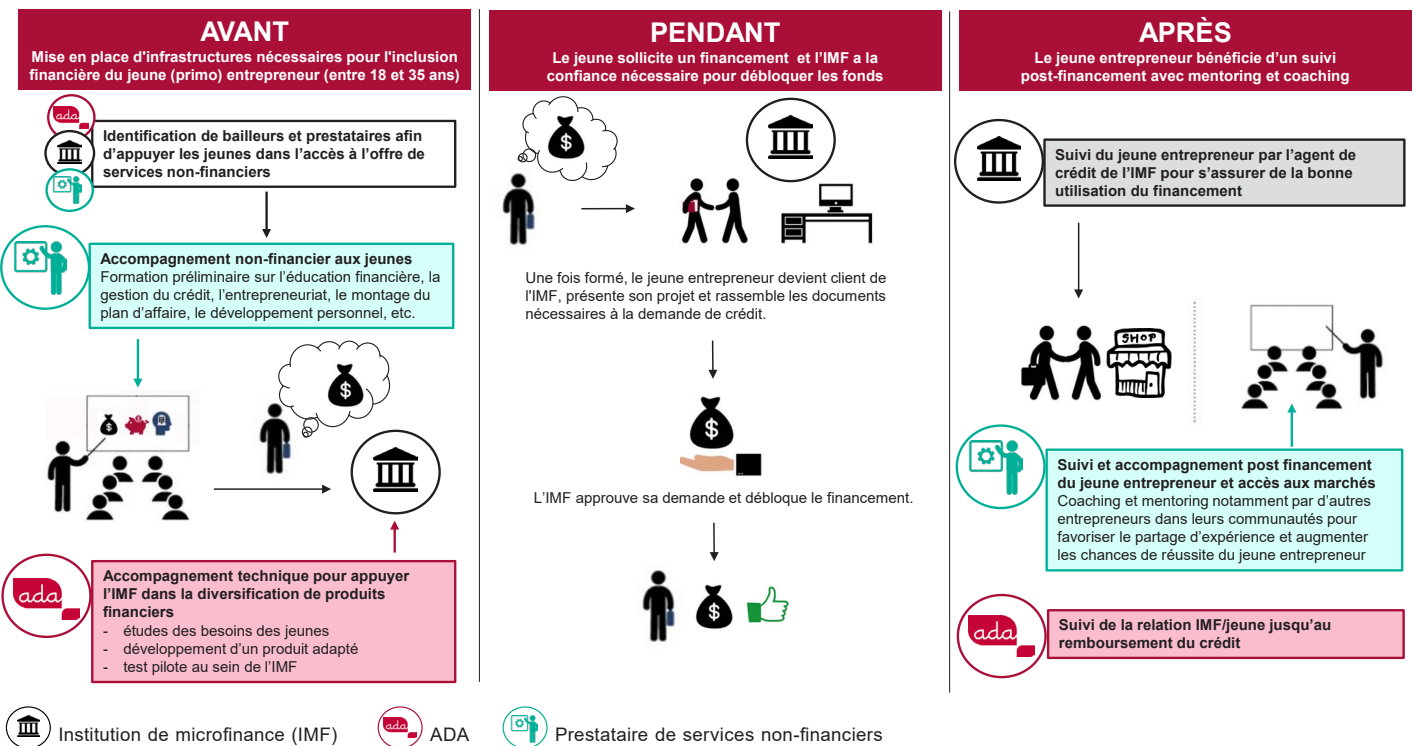 AVANT
Mise en place d'infrastructures nécessaires pour l'inclusion
financière du jeune (primo) entrepreneur (entre 18 et 35 ans)
ada
Identification de bailleurs et prestataires afin
d’appuyer les jeunes dans l’accès à l’offre de
services non-financiers
Accompagnement non-financier aux jeunes
Formation préliminaire sur l’éducation financière, la
gestion du crédit, l’entrepreneuriat, le montage du
plan d’affaire, le développement personnel, etc.
$
$
ada
Accompagnement technique pour appuyer
l’IMF dans la diversification de produits
financiers
- études des besoins des jeunes
- développement d’un produit adapté
- test pilote au sein de l’IMF
PENDANT
Le jeune sollicite un financement et l’IMF a la
confiance nécessaire pour débloquer les fonds
$
1
Une fois formé, le jeune entrepreneur devient client de
l'IMF, présente son projet et rassemble les documents
nécessaires à la demande de crédit.
$
L’IMF approuve sa demande et débloque le financement.
$
APRÈS
Le jeune entrepreneur bénéficie d’un suivi
post-financement avec mentoring et coaching
Suivi du jeune entrepreneur par l’agent de
crédit de l’IMF pour s’assurer de la bonne
utilisation du financement
SHOP
Suivi et accompagnement post financement
du jeune entrepreneur et accès aux marchés
Coaching et mentoring notamment par d’autres
entrepreneurs dans leurs communautés pour
favoriser le partage d’expérience et augmenter
les chances de réussite du jeune entrepreneur
ada
Suivi de la relation IMF/jeune jusqu’au
remboursement du crédit
Institution de microfinance (IMF)
ada
ADA
Prestataire de services non-financiers